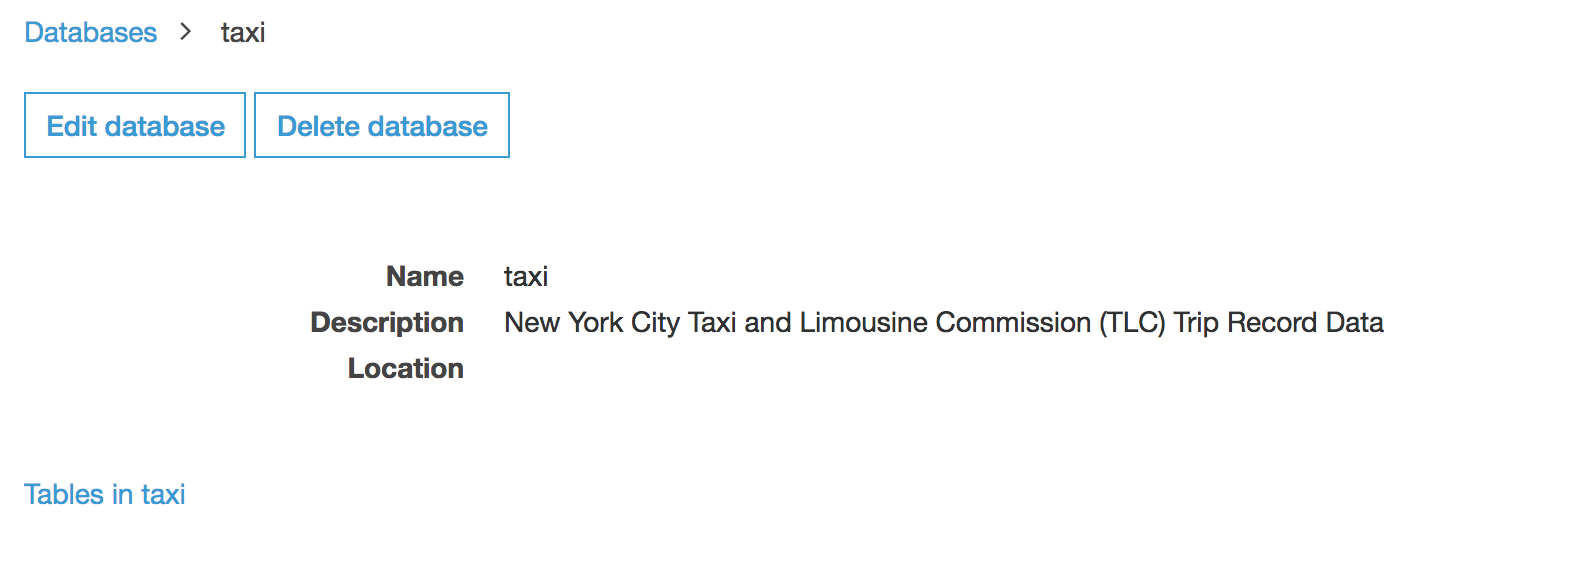 Databases > taxi
Edit database Delete database
Name taxi
Description New York City Taxi and Limousine Commission (TLC) Trip Record Data
Location
Tables in taxi